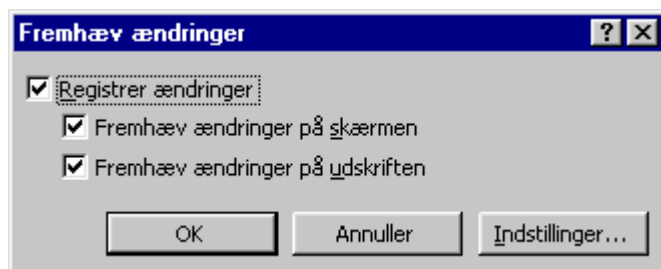 Fremhæv ændringer
Registrer ændringer
Fremhæv ændringer på skærmen
Fremhæv ændringer på udskriften
OK Annuller Indstillinger...